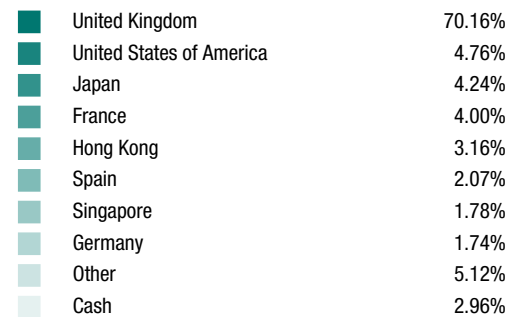 United Kingdom 70.16%
United States of America 4.76%
Japan 4.24%
France 4.00%
Hong Kong 3.16%
Spain 2.07%
Singapore 1.78%
Germany 1.74%
Other 5.12%
Cash 2.96%